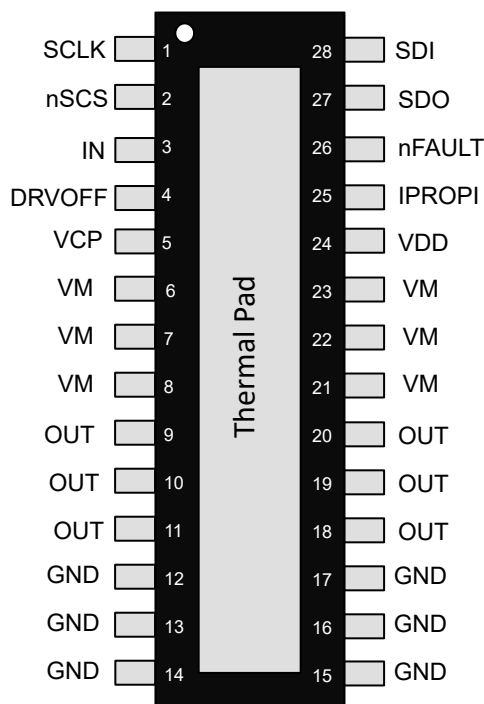 SCLK 1 28 SDI
nSCS 2 27 SDO
IN 3 26 nFAULT
DRVOFF 4 25 IPROPI
VCP 5 24 VDD
VM 6 23 VM
VM 7 22 VM
VM 8 21 VM
OUT 9 20 OUT
OUT 10 19 OUT
OUT 11 18 OUT
GND 12 17 GND
GND 13 16 GND
GND 14 15 GND
Thermal Pad